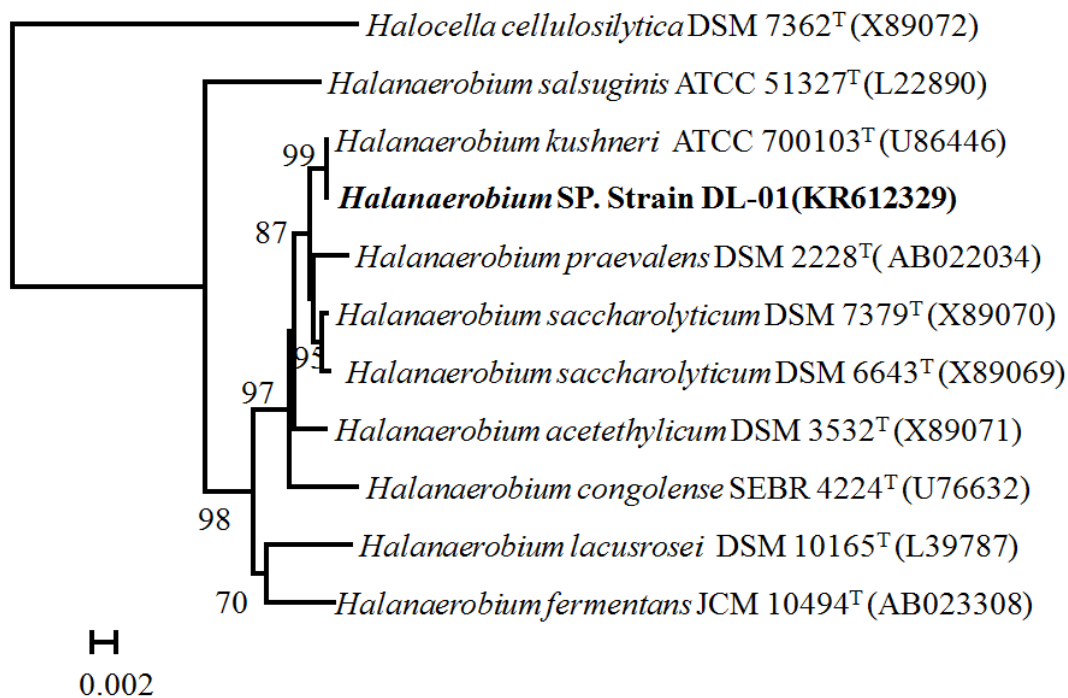 Halocella cellusilytica DSM 7362T (X89072)
Halanaerobium salsuginis ATCC 51327T (L22890)
Halanaerobium kushneri ATCC 700103T (U86446)
99
Halanaerobium SP. Strain DL-01(KR612329)
87
Halanaerobium praevalens DSM 2228T( AB022034)
Halanaerobium saccharolyticum DSM 7379T (X89070)
95
Halanaerobium saccharolyticum DSM 6643T (X89069)
97
Halanaerobium acetethylicum DSM 3532T (X89071)
Halanaerobium congolense SEBR 4224T (U76632)
98
Halanaerobium lacusrosei DSM 10165T (L39787)
70
Halanaerobium fermentans JCM 10494T (AB023308)
0.002